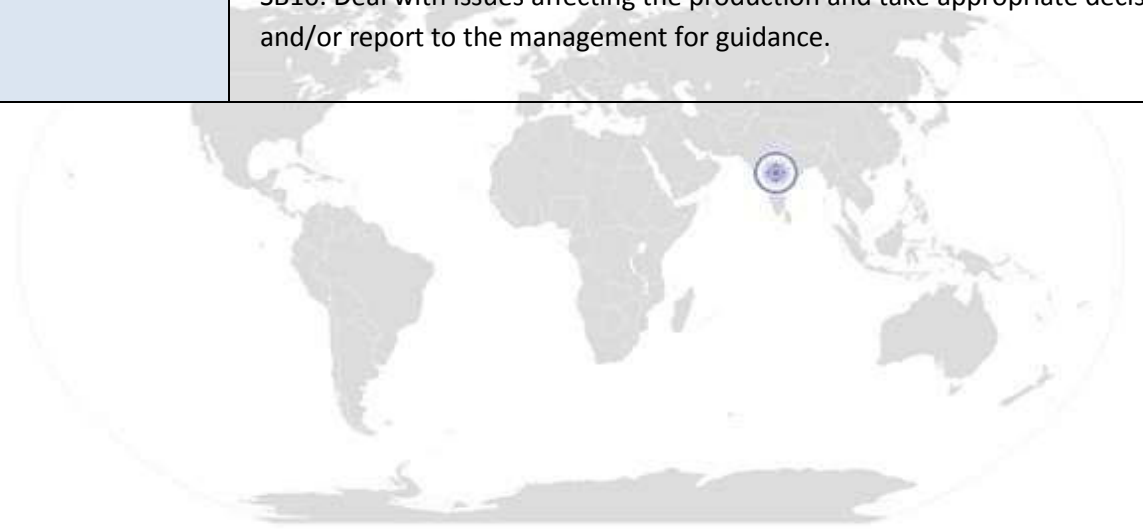 SB10. Deal with issues affecting the production and take appropriate decis
and/or report to the management for guidance.